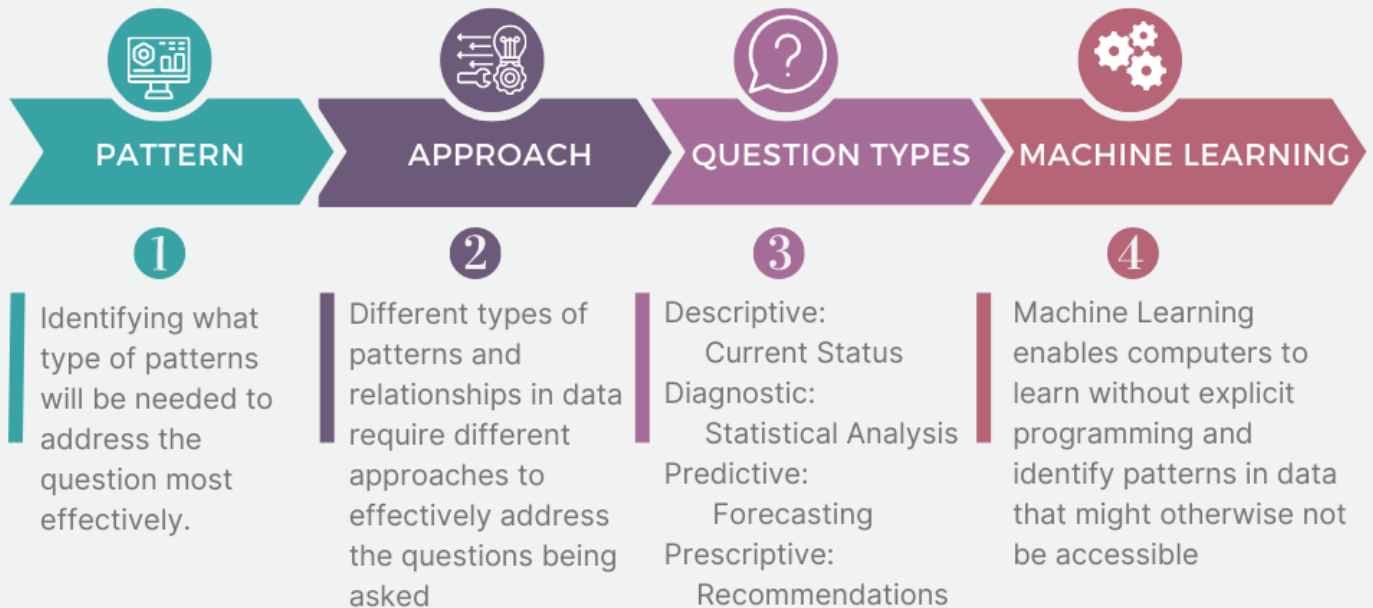 PATTERN
APPROACH
QUESTION TYPES
MACHINE LEARNING
1
Identifying what
type of patterns
will be needed to
address the
question most
effectively.
2
Different types of
patterns and
relationships in data
require different
approaches to
effectively address
the questions being
asked
3
Descriptive:
Current Status
Diagnostic:
Statistical Analysis
Predictive:
Forecasting
Prescriptive:
Recommendations
4
Machine Learning
enables computers to
learn without explicit
programming and
identify patterns in data
that might otherwise not
be accessible